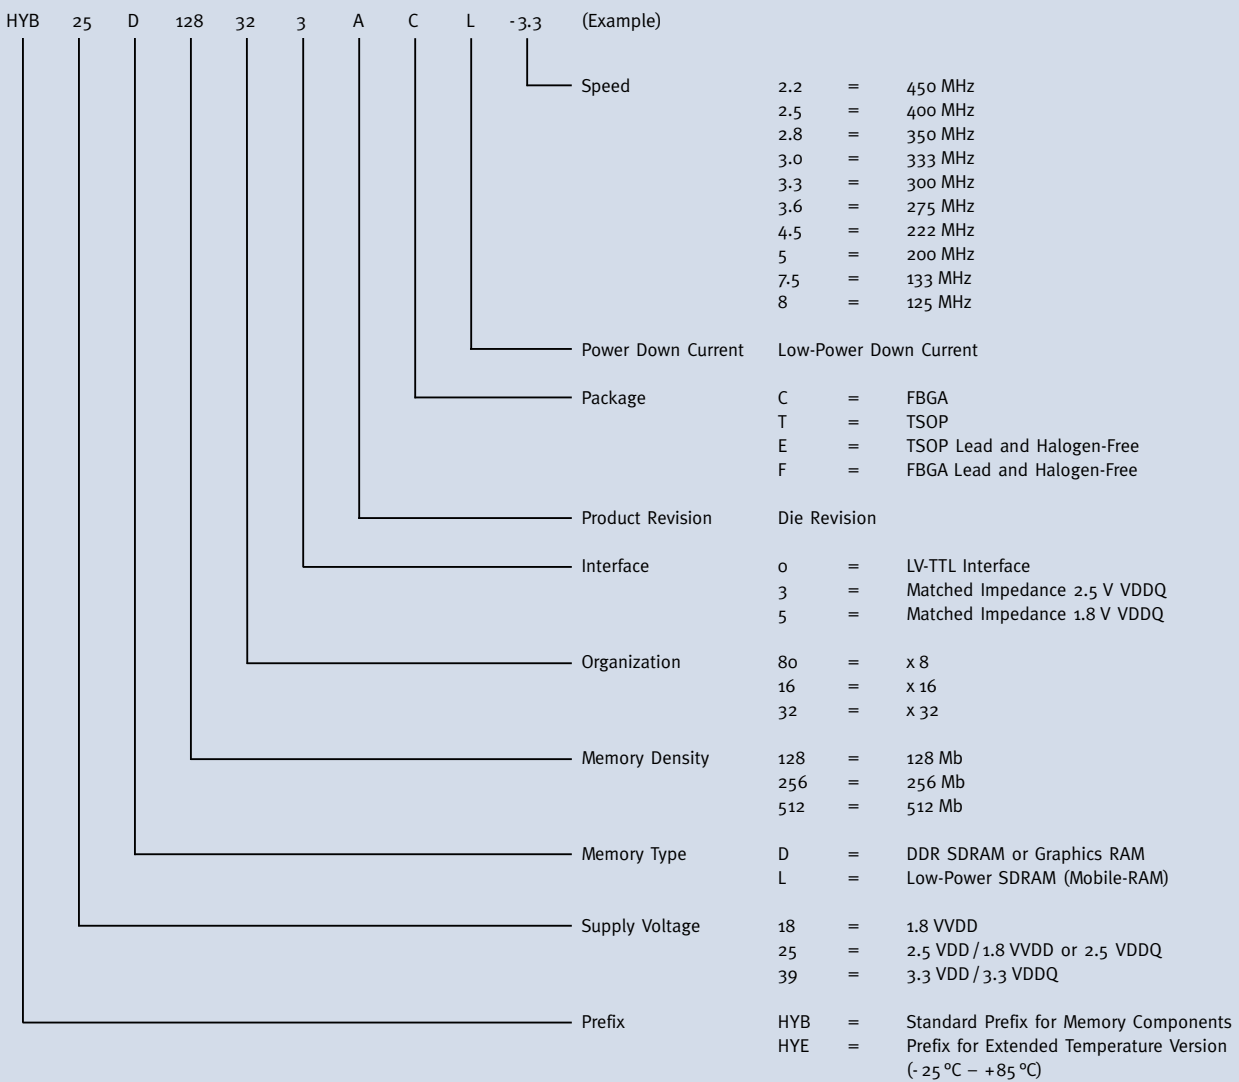 HYB 25 D 128 32 3 A C L -3.3 (Example)
Speed 2.2 = 450 MHz
2.5 = 400 MHz
2.8 = 350 MHz
3.0 = 333 MHz
3.3 = 300 MHz
3.6 = 275 MHz
4.5 = 222 MHz
5 = 200 MHz
7.5 = 133 MHz
8 = 125 MHz
Power Down Current Low-Power Down Current
Package C = FBGA
T = TSOP
E = TSOP Lead and Halogen-Free
F = FBGA Lead and Halogen-Free
Product Revision Die Revision
Interface 0 = LV-TTL Interface
3 = Matched Impedance 2.5 V VDDQ
5 = Matched Impedance 1.8 V VDDQ
Organization 80 = x 8
16 = x 16
32 = x 32
Memory Density 128 = 128 Mb
256 = 256 Mb
512 = 512 Mb
Memory Type D = DDR SDRAM or Graphics RAM
L = Low-Power SDRAM (Mobile-RAM)
Supply Voltage 18 = 1.8 VVDD
25 = 2.5 VDD / 1.8 VVDD or 2.5 VDDQ
39 = 3.3 VDD / 3.3 VDDQ
Prefix HYB = Standard Prefix for Memory Components
HYE = Prefix for Extended Temperature Version
(- 25 ºC – +85 ºC)